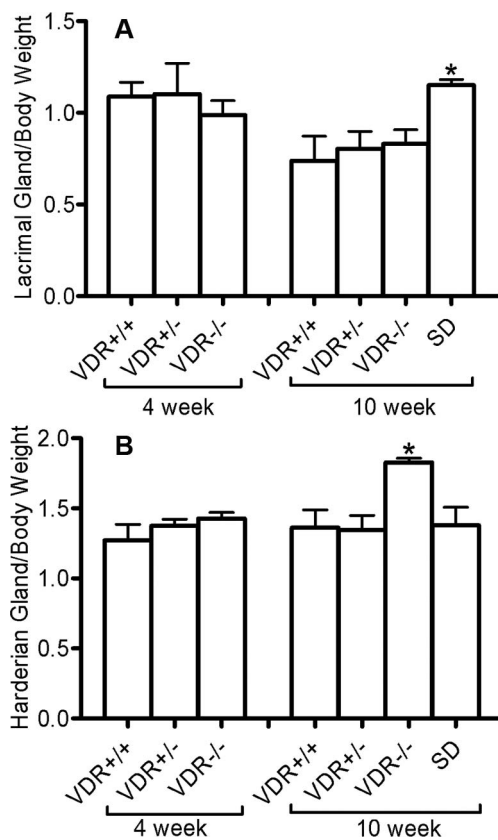 A
Lacrimal Gland/Body Weight
1.5
1.0
0.5
0.0
*
VDR+/+
VDR+/-
VDR-/-
VDR+/+
VDR+/-
VDR-/-
SD
4 week
10 week
B
Harderian Gland/Body Weight
2.0
1.5
1.0
0.5
0.0
*
VDR+/+
VDR+/-
VDR-/-
VDR+/+
VDR+/-
VDR-/-
SD
4 week
10 week